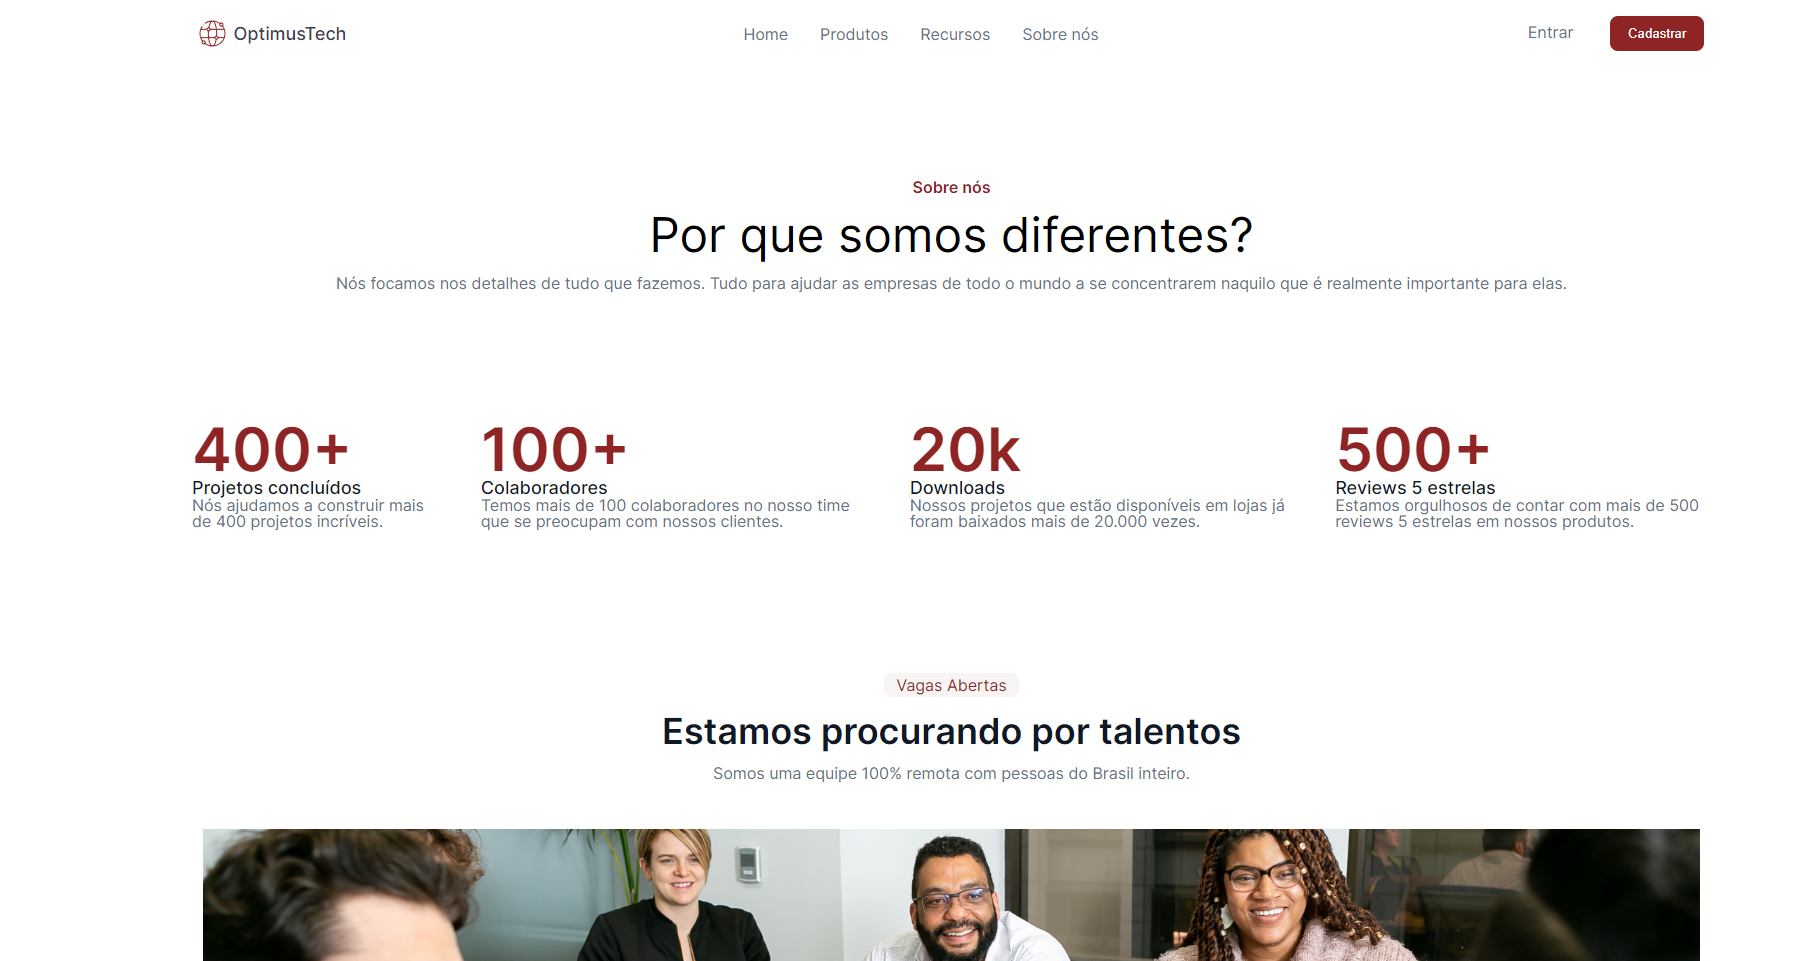 OptimusTech
Home
Produtos
Recursos
Sobre nós
Entrar
Cadastrar
Sobre nós
Por que somos diferentes?
Nós focamos nos detalhes de tudo que fazemos. Tudo para ajudar as empresas de todo o mundo a se concentrarem naquilo que é realmente importante para elas.
400+
Projetos concluídos
Nós ajudamos a construir mais
de 400 projetos incríveis.
100+
Colaboradores
Temos mais de 100 colaboradores no nosso time
que se preocupam com nossos clientes.
20k
Downloads
Nossos projetos que estão disponíveis em lojas já
foram baixados mais de 20.000 vezes.
500+
Reviews 5 estrelas
Estamos orgulhosos de contar com mais de 500
reviews 5 estrelas em nossos produtos.
Vagas Abertas
Estamos procurando por talentos
Somos uma equipe 100% remota com pessoas do Brasil inteiro.